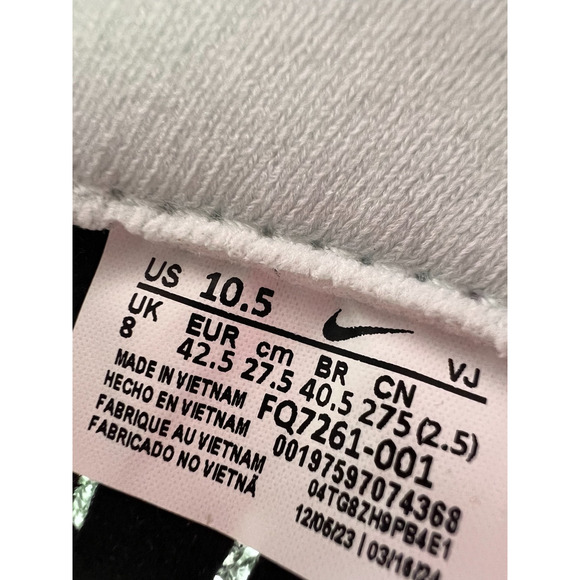 US 10.5 VJ
UK EUR cm BR CN
8 42.5 27.5 40.5 275 (2.5)
MADE IN VIETNAM
HECHO EN VIETNAM
FABRIQUE AU VIETNAM
FABRICADO NO VIETNÃ
FQ7261-001
00197597074368
04TG8ZH9PB4E1
12/06/23 | 03/16/24